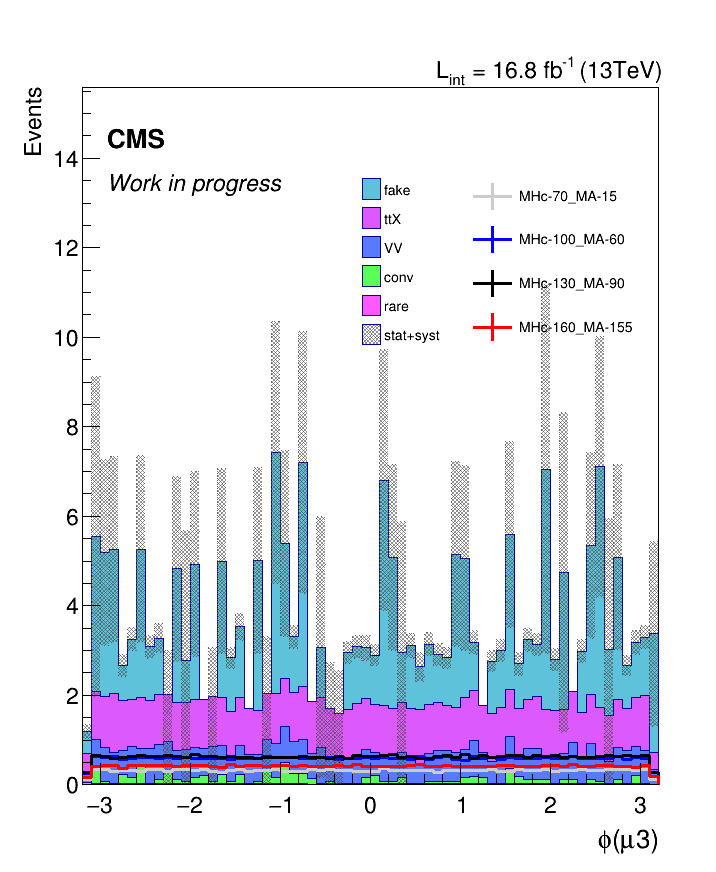 L_int = 16.8 fb^-1 (13TeV)
Events
CMS
Work in progress
fake
ttX
VV
conv
rare
stat+syst
MHc-70_MA-15
MHc-100_MA-60
MHc-130_MA-90
MHc-160_MA-155
14
12
10
8
6
4
2
0
−3 −2 −1 0 1 2 3
ϕ(μ3)